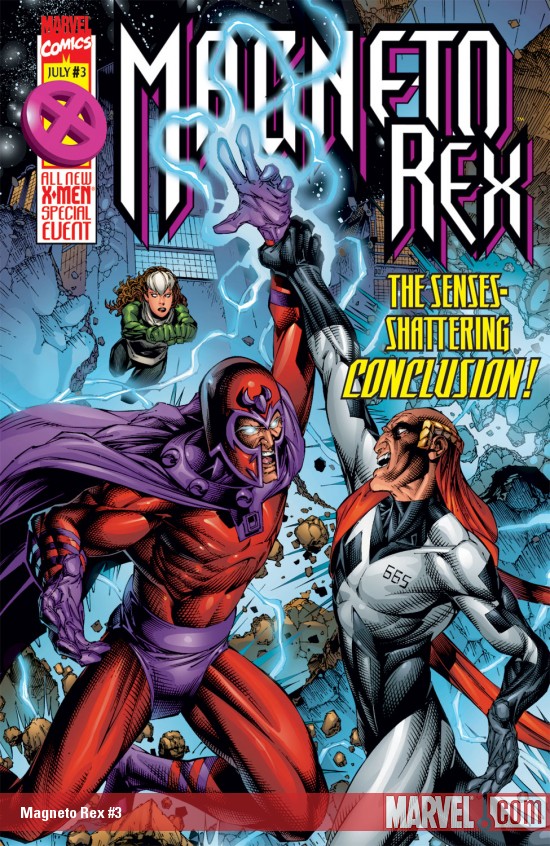 MARVEL
COMICS
JULY #3
ALL NEW
X-MEN
SPECIAL
EVENT
MAGNETO
REX
THE SENSES-
SHATTERING
CONCLUSION!
665
Magneto Rex #3
MARVEL.com